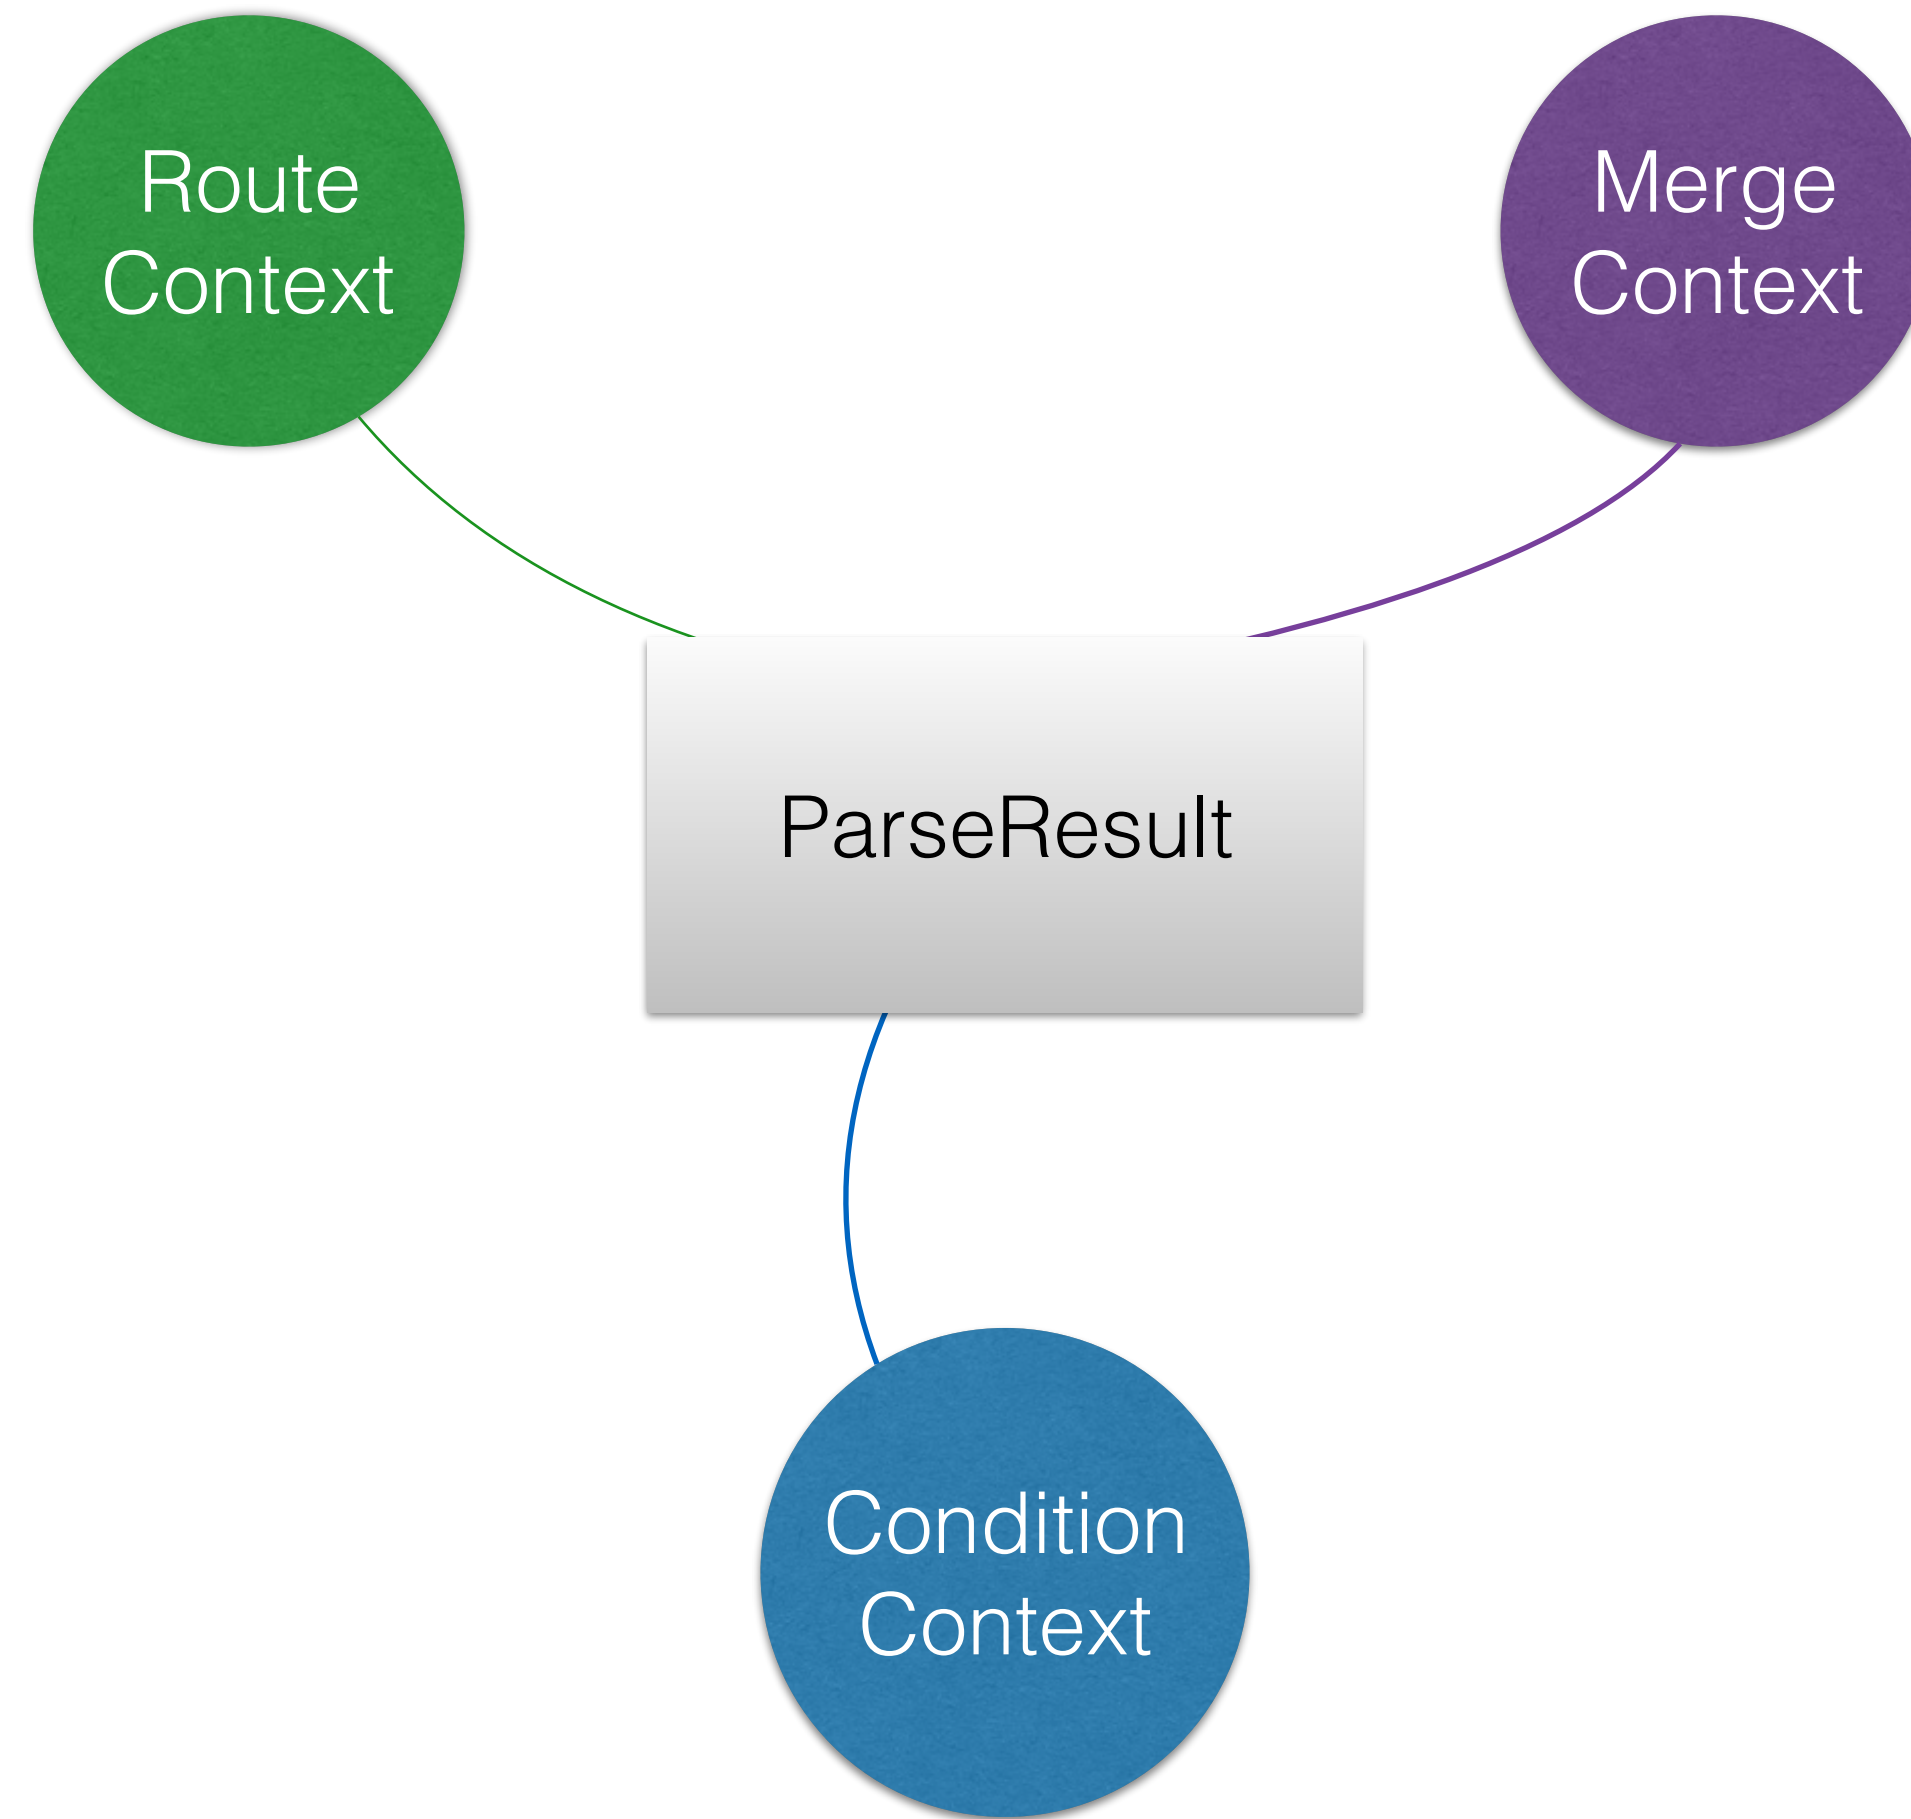 Route
Context
Merge
Context
ParseResult
Condition
Context